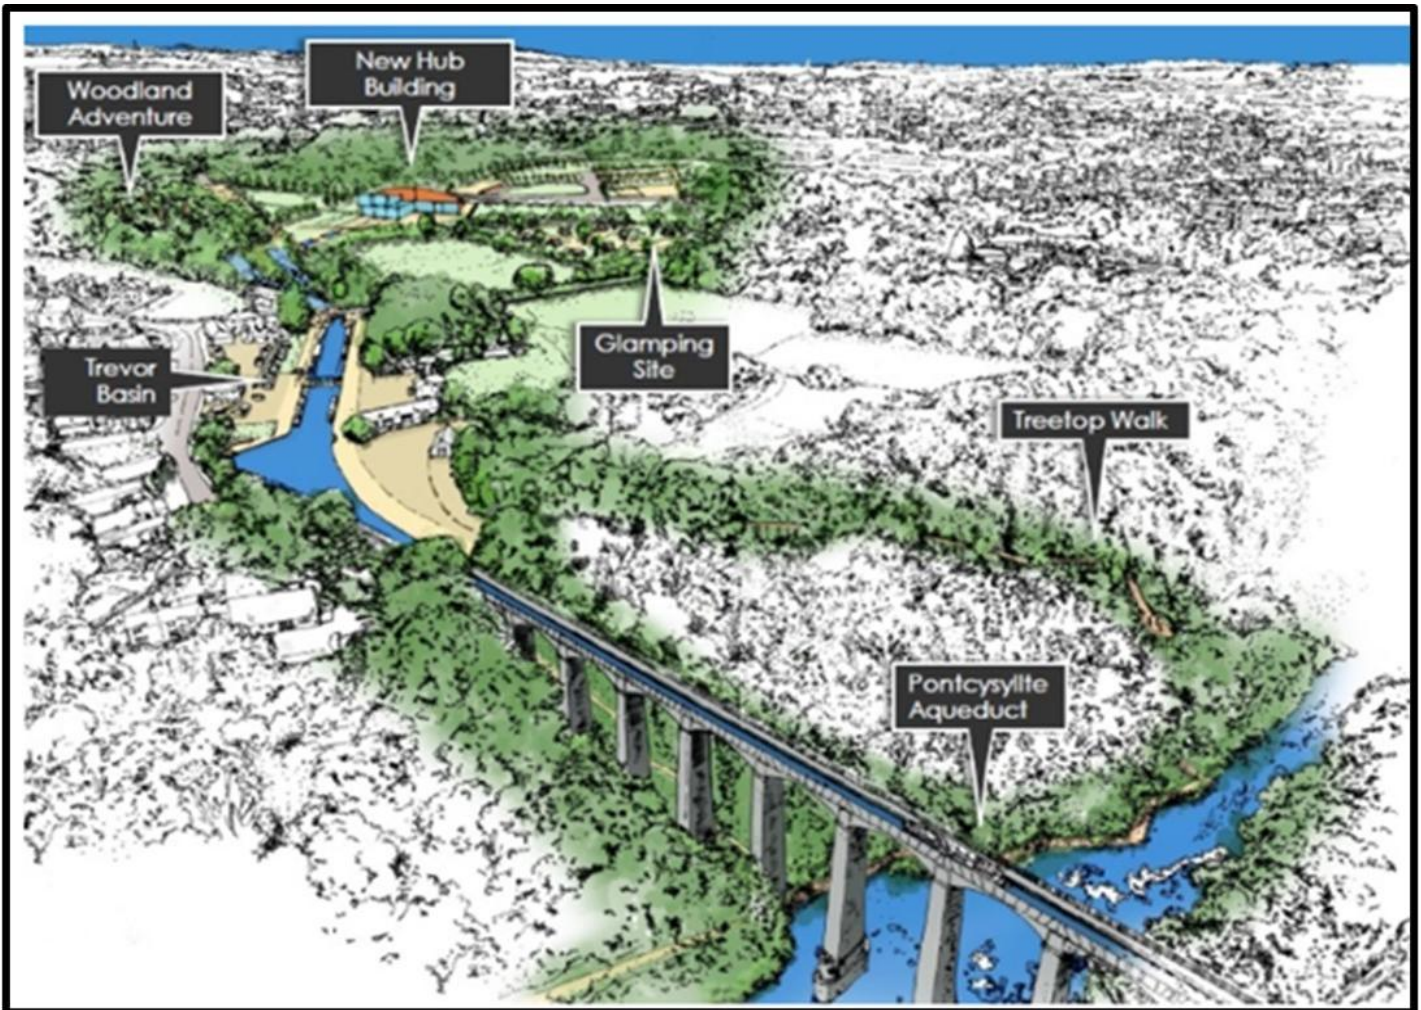 New Hub
Building
Woodland
Adventure
Glamping
Site
Trevor
Basin
Treetop Walk
Pontcysyllte
Aqueduct